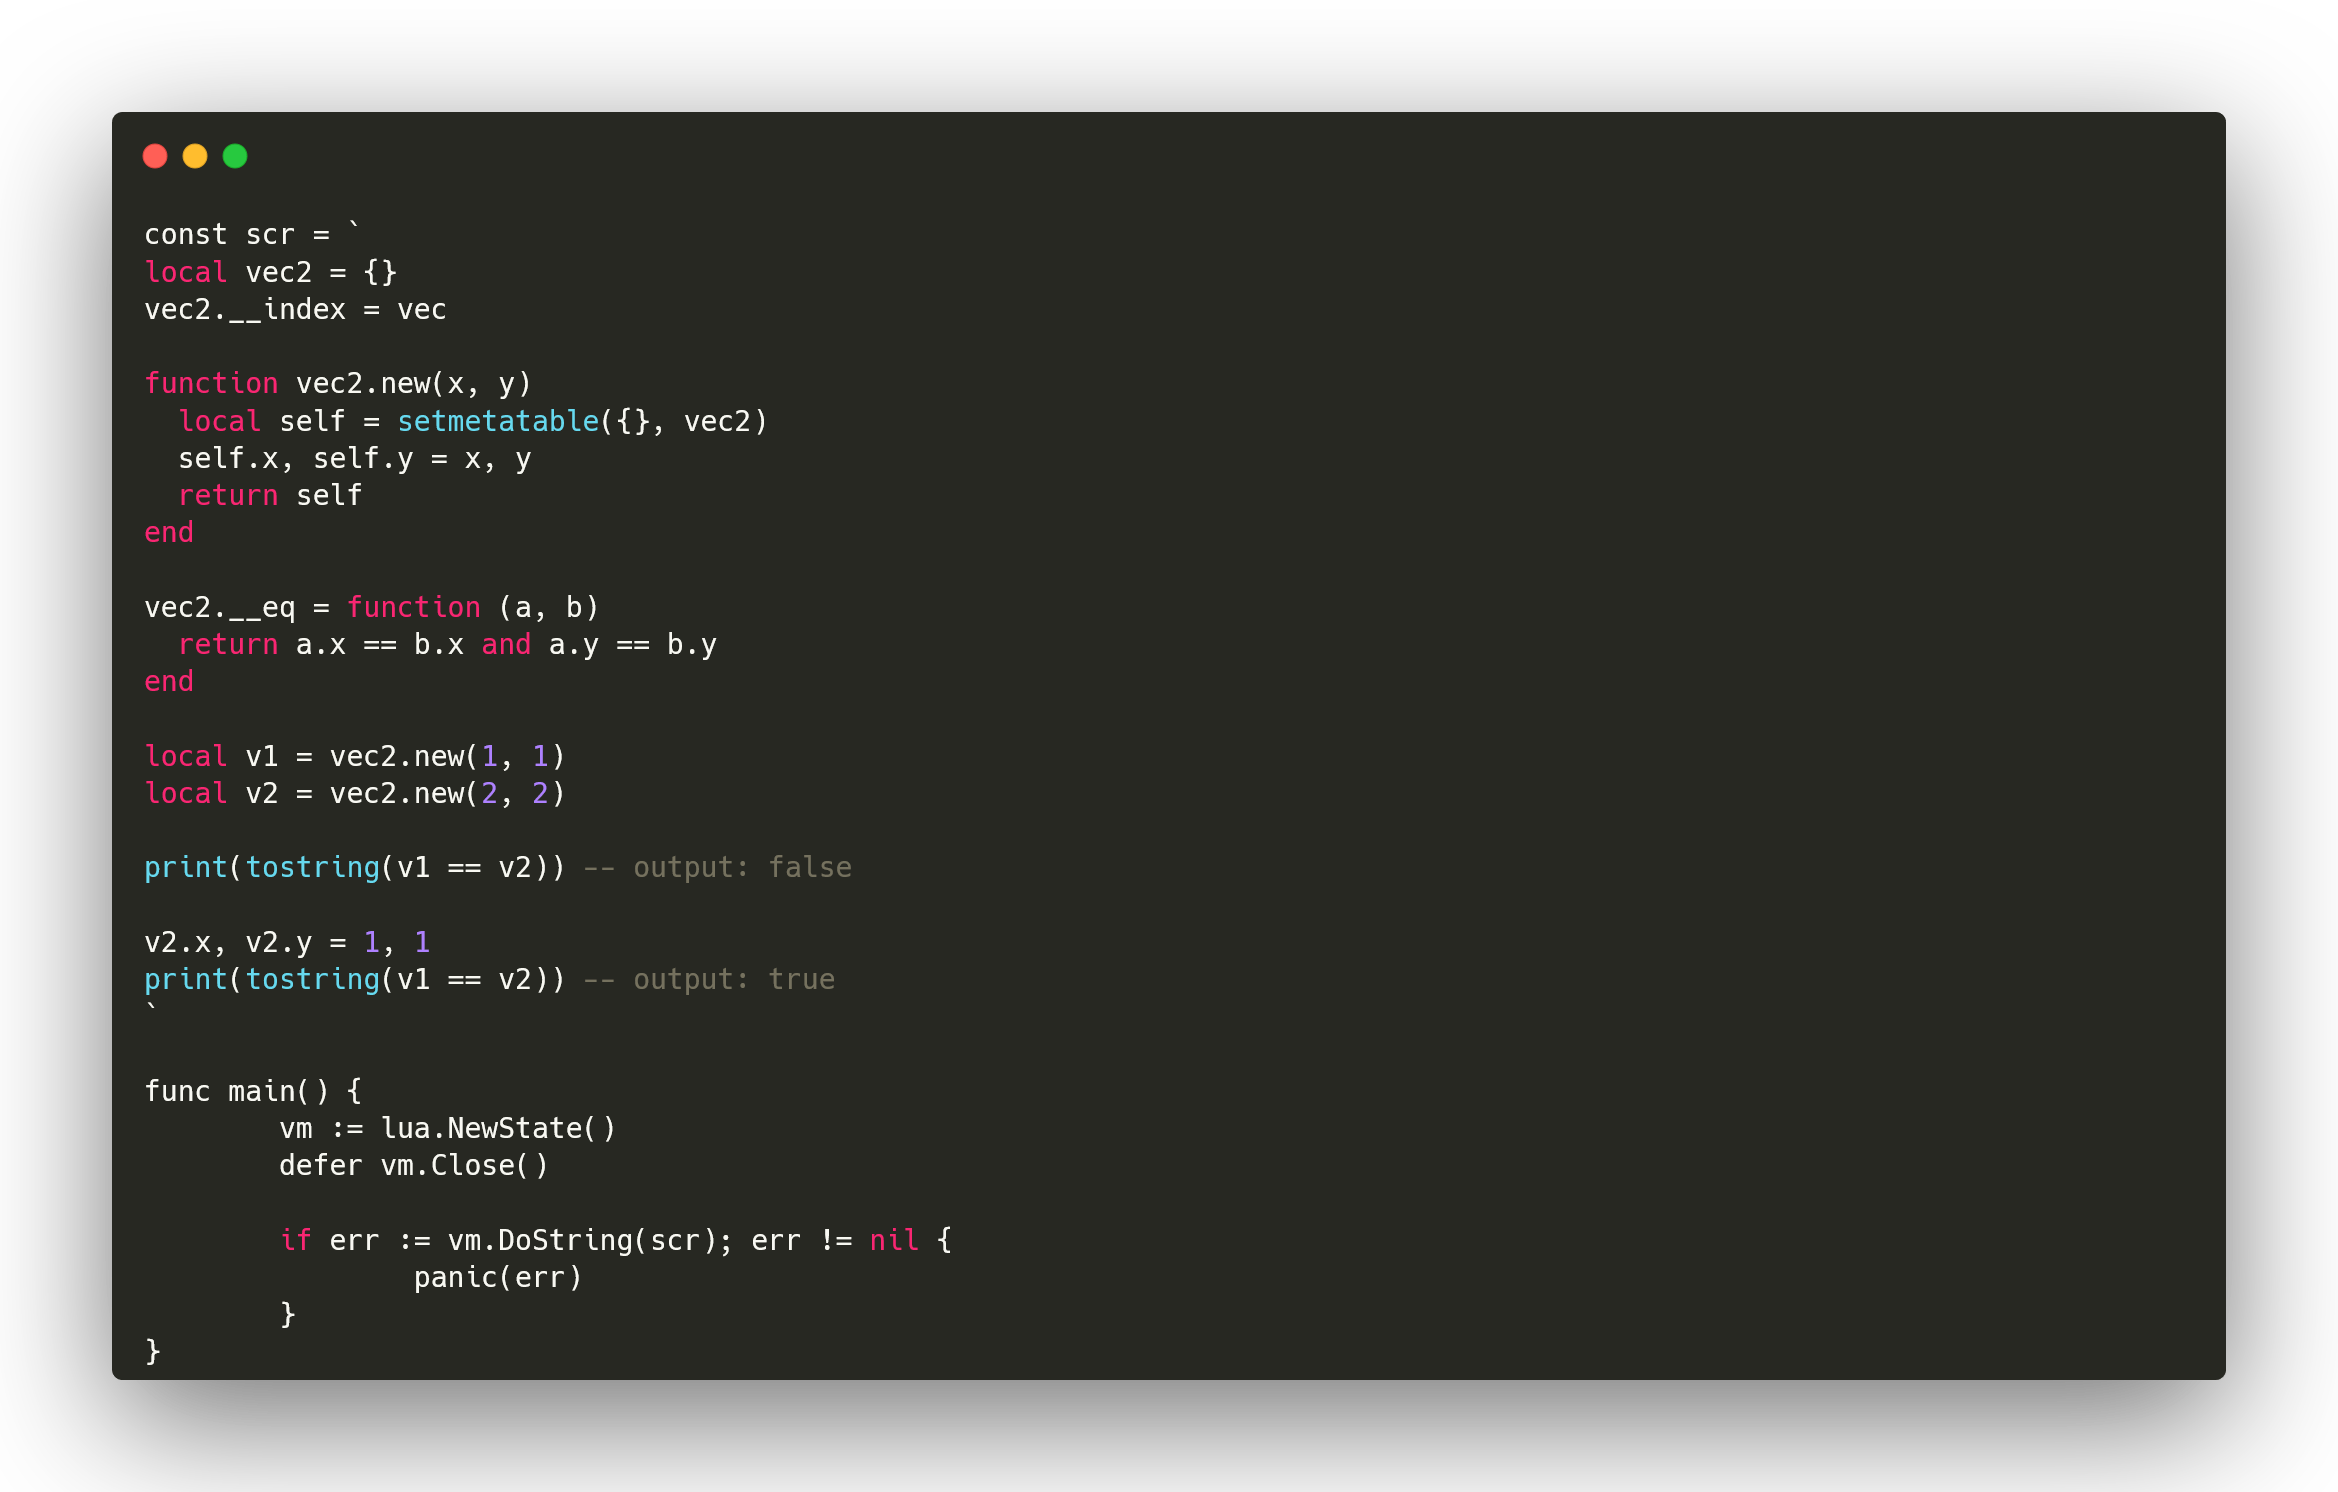 const scr = `
local vec2 = {}
vec2.__index = vec

function vec2.new(x, y)
  local self = setmetatable({}, vec2)
  self.x, self.y = x, y
  return self
end

vec2.__eq = function (a, b)
  return a.x == b.x and a.y == b.y
end

local v1 = vec2.new(1, 1)
local v2 = vec2.new(2, 2)

print(tostring(v1 == v2)) -- output: false

v2.x, v2.y = 1, 1
print(tostring(v1 == v2)) -- output: true
`

func main() {
        vm := lua.NewState()
        defer vm.Close()

        if err := vm.DoString(scr); err != nil {
                panic(err)
        }
}